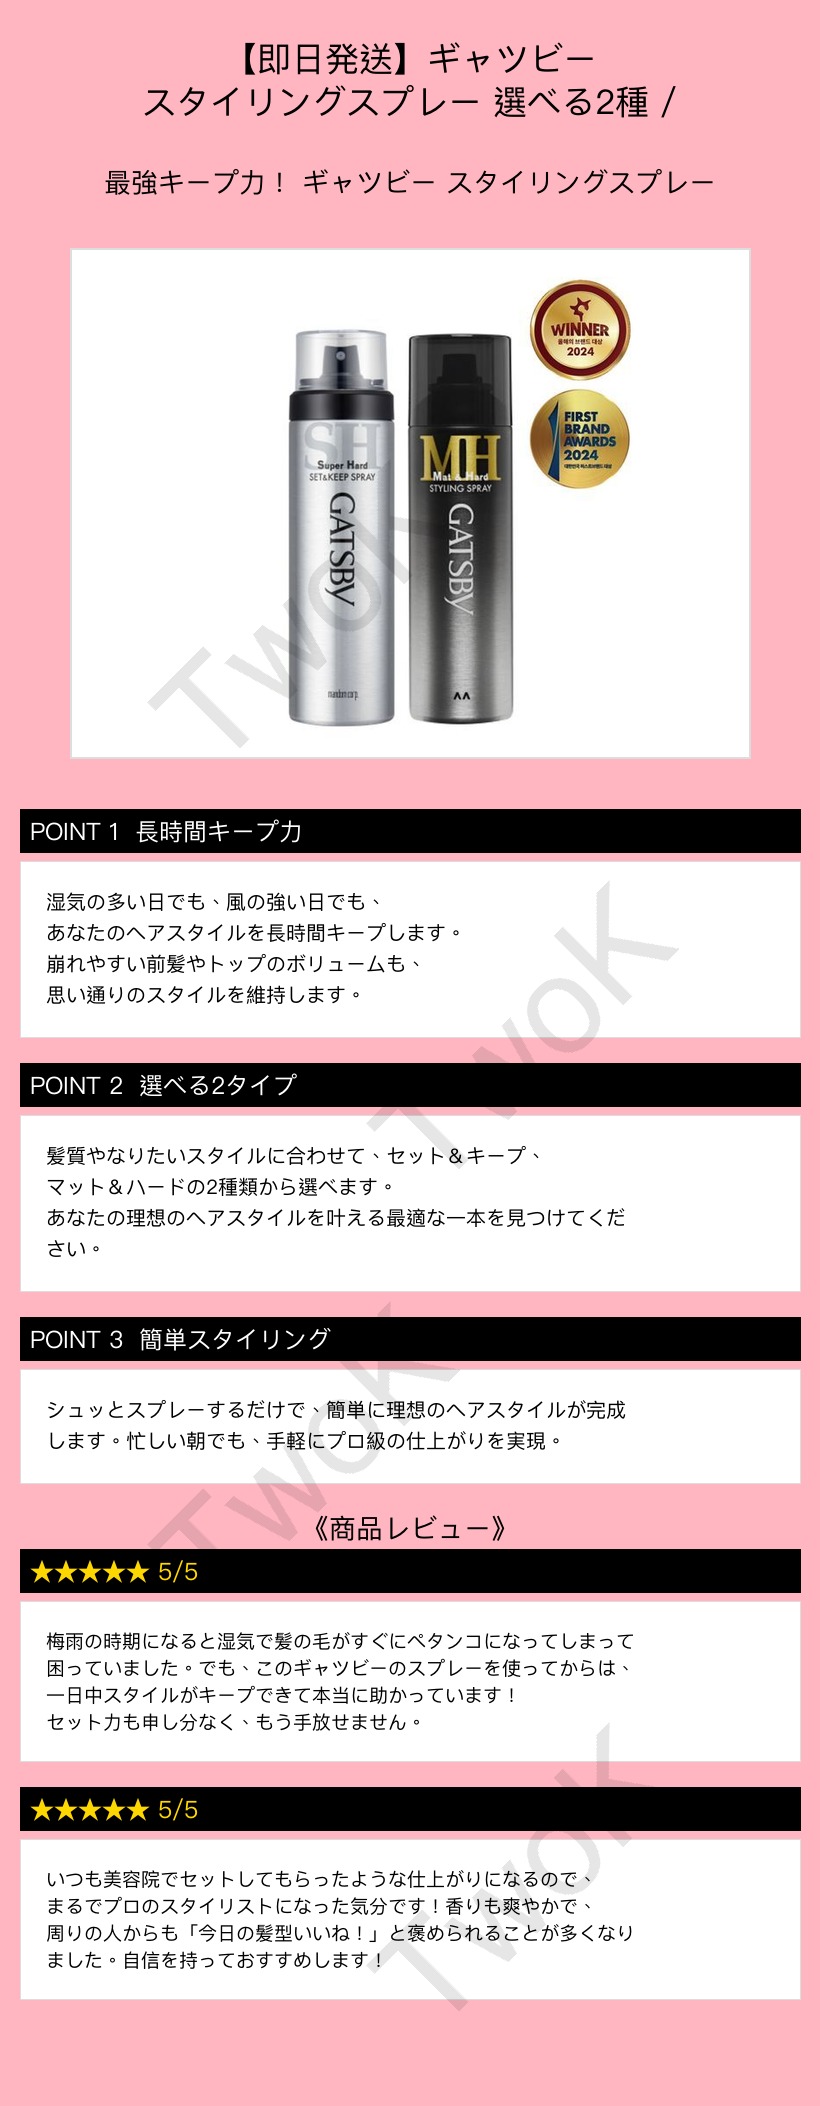 【即日発送】ギャツビー
スタイリングスプレー 選べる2種 /
最強キープ力！ ギャツビー スタイリングスプレー
WINNER
올해의 브랜드 대상
2024
FIRST
BRAND
AWARDS
2024
대한민국 퍼스트브랜드 대상
SH
Super Hard
SET&KEEP SPRAY
GATSBY
mandom corp.
MH
Mat & Hard
STYLING SPRAY
GATSBY
TwoK
POINT 1 長時間キープ力
湿気の多い日でも、風の強い日でも、
あなたのヘアスタイルを長時間キープします。
崩れやすい前髪やトップのボリュームも、
思い通りのスタイルを維持します。
TwoK
POINT 2 選べる2タイプ
髪質やなりたいスタイルに合わせて、セット＆キープ、
マット＆ハードの2種類から選べます。
あなたの理想のヘアスタイルを叶える最適な一本を見つけてくだ
さい。
POINT 3 簡単スタイリング
シュッとスプレーするだけで、簡単に理想のヘアスタイルが完成
します。忙しい朝でも、手軽にプロ級の仕上がりを実現。
TwoK
《商品レビュー》
★★★★★ 5/5
梅雨の時期になると湿気で髪の毛がすぐにペタンコになってしまって
困っていました。でも、このギャツビーのスプレーを使ってからは、
一日中スタイルがキープできて本当に助かっています！
セット力も申し分なく、もう手放せません。
★★★★★ 5/5
いつも美容院でセットしてもらったような仕上がりになるので、
まるでプロのスタイリストになった気分です！香りも爽やかで、
周りの人からも「今日の髪型いいね！」と褒められることが多くなり
ました。自信を持っておすすめします！
TwoK